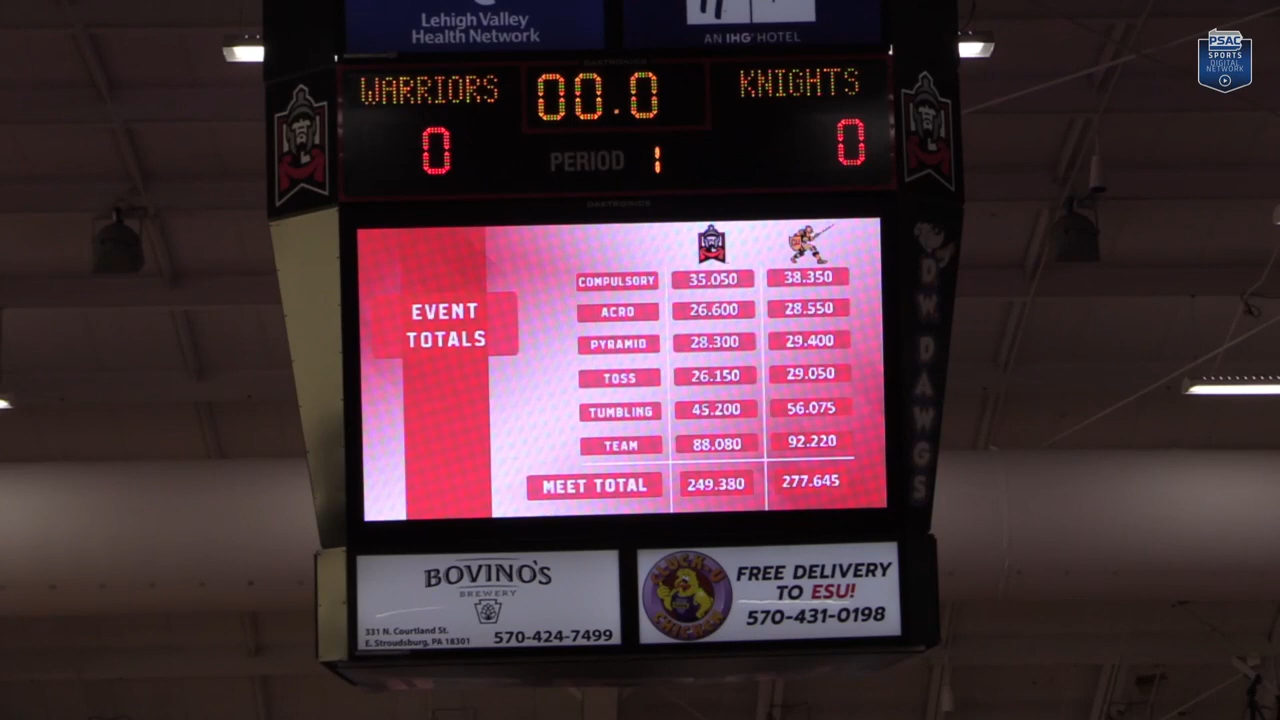 Lehigh Valley
Health Network
AN IHG® HOTEL
PSAC
SPORTS
DIGITAL
NETWORK
DAKTRONICS
WARRIORS 00.0 KNIGHTS
0 PERIOD 1 0
DAKTRONICS
EVENT
TOTALS
COMPULSORY 35.050 38.350
ACRO 26.600 28.550
PYRAMID 28.300 29.400
TOSS 26.150 29.050
TUMBLING 45.200 56.075
TEAM 88.080 92.220
MEET TOTAL 249.380 277.645
DAWGS
BOVINO'S
BREWERY
331 N. Courtland St.
E. Stroudsburg, PA 18301 570-424-7499
CLUCK-U
CHICKEN
FREE DELIVERY
TO ESU!
570-431-0198